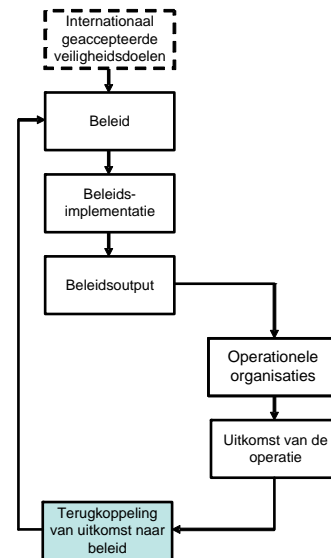 Internationaal
geaccepteerde
veiligheidsdoelen
Beleid
Beleids-
implementatie
Beleidsoutput
Operationele
organisaties
Uitkomst van de
operatie
Terugkoppeling
van uitkomst naar
beleid